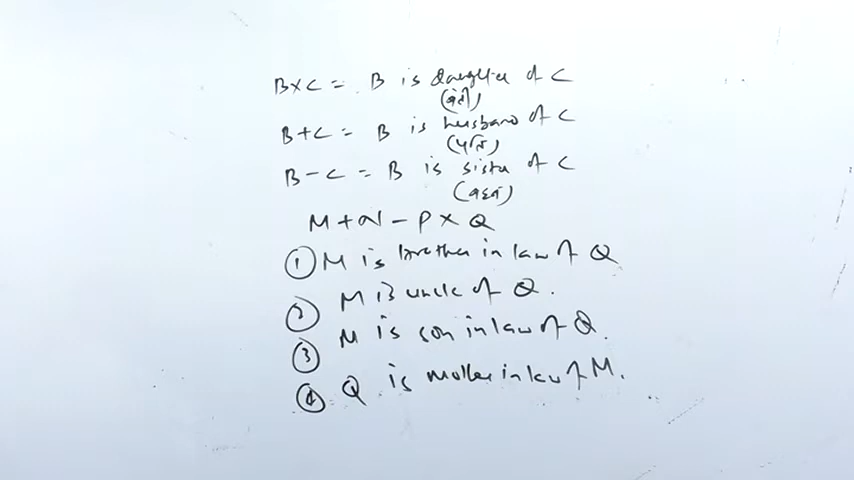 B×C = B is daughter of C
(बेटी)
B+C = B is husband of C
(पति)
B-C = B is sister of C
(बहन)
M+N-P×Q
① M is brother in law of Q
② M is uncle of Q.
③ M is son in law of Q.
④ Q is mother in law of M.